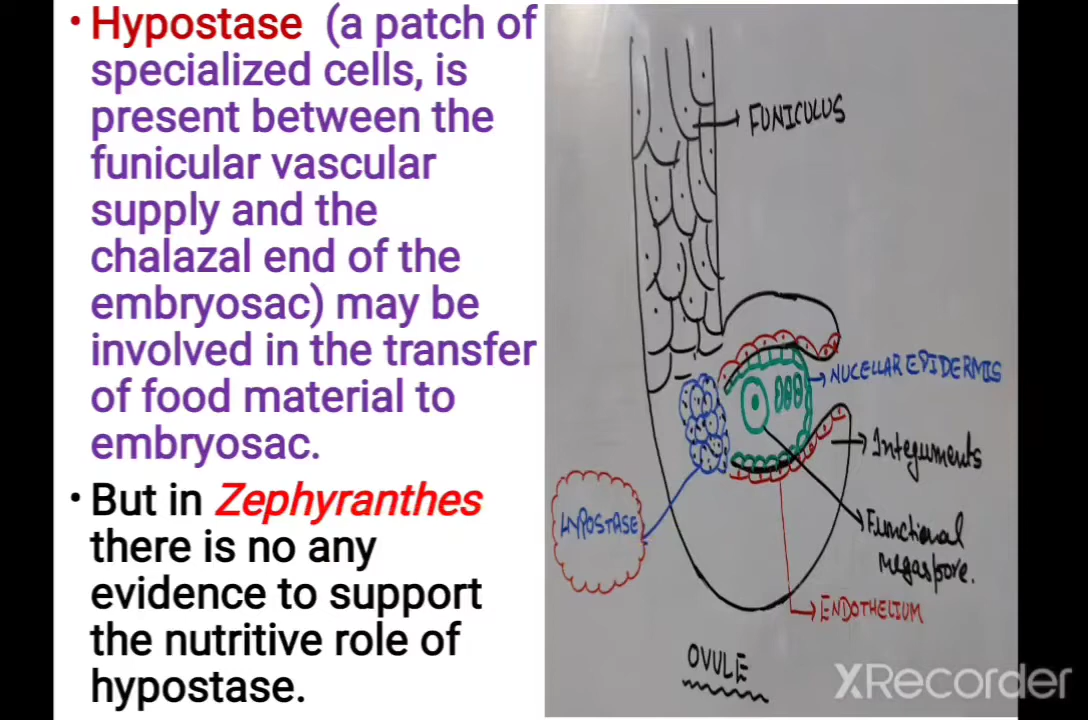 • Hypostase (a patch of
specialized cells, is
present between the
funicular vascular
supply and the
chalazal end of the
embryosac) may be
involved in the transfer
of food material to
embryosac.
• But in Zephyranthes
there is no any
evidence to support
the nutritive role of
hypostase.
FUNICULUS
NUCELLAR EPIDERMIS
Integuments
HYPOSTASE
Functional
megaspore.
ENDOTHELIUM
OVULE
XRecorder